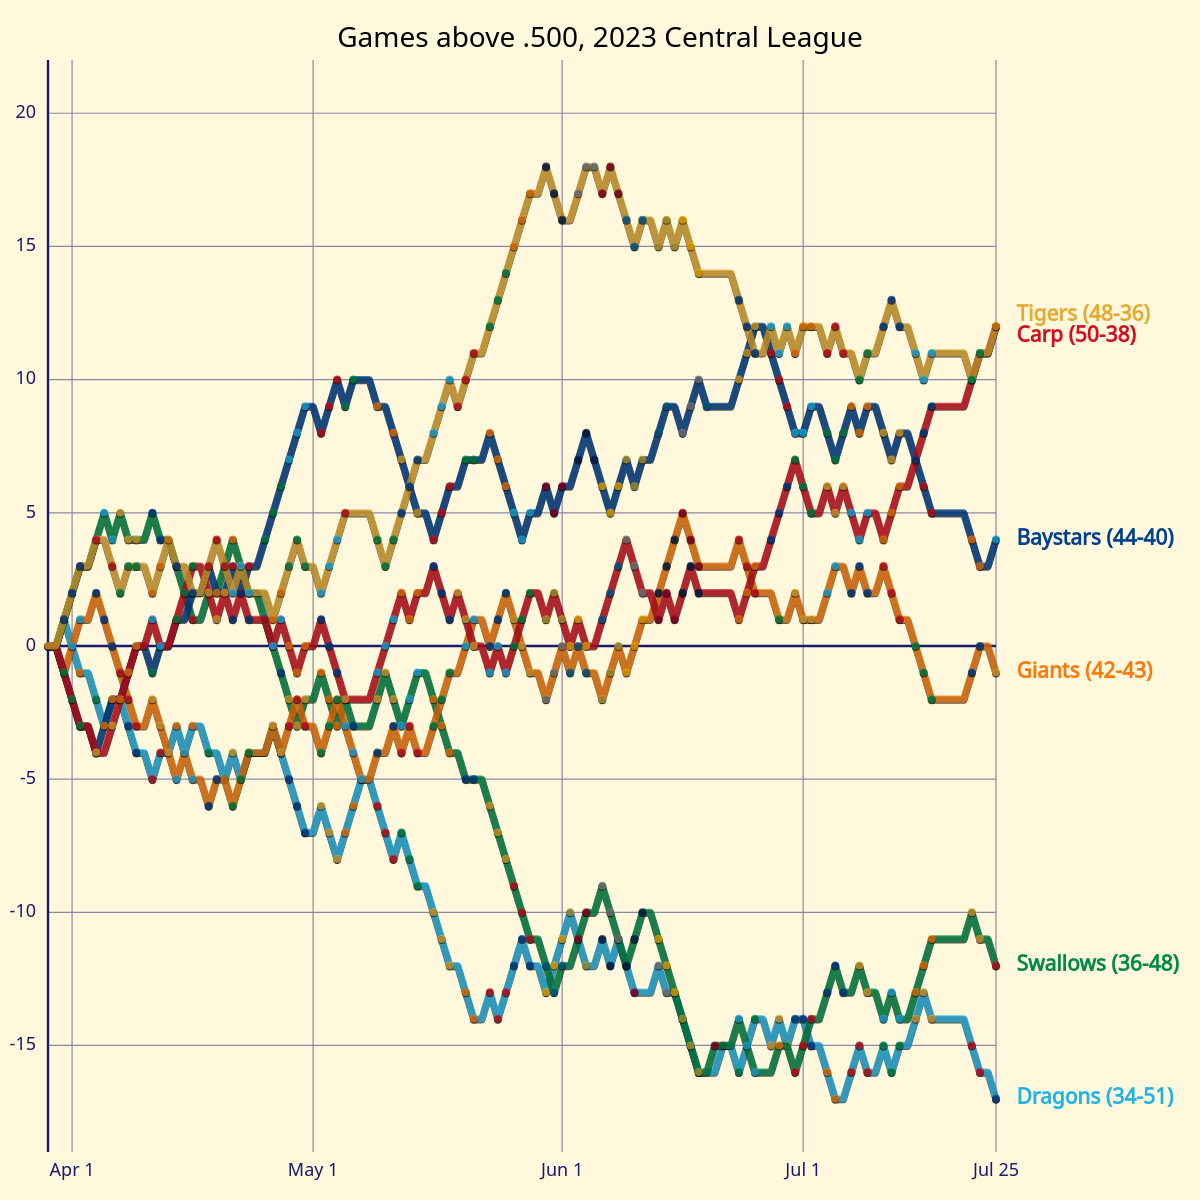 Games above .500, 2023 Central League
20
15
10
5
0
-5
-10
-15
Tigers (48-36)
Carp (50-38)
Baystars (44-40)
Giants (42-43)
Swallows (36-48)
Dragons (34-51)
Apr 1
May 1
Jun 1
Jul 1
Jul 25